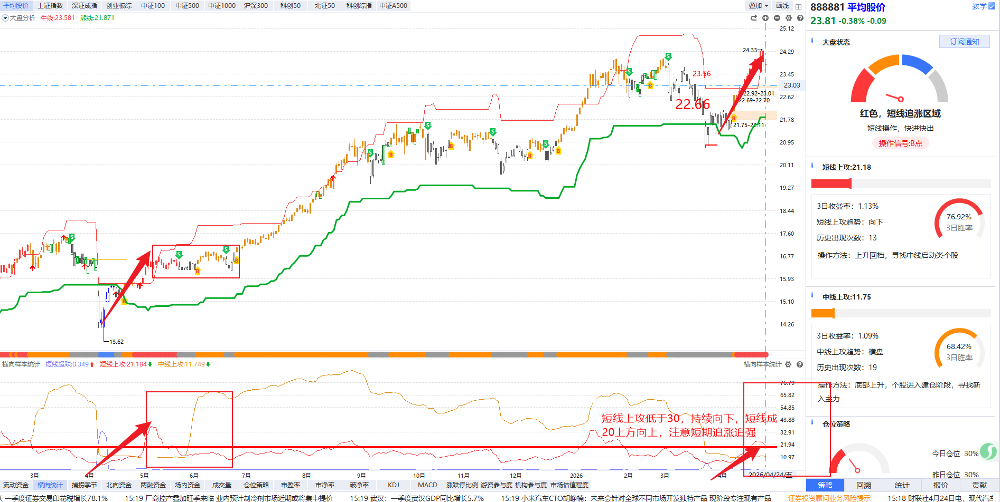 平均股价 上证指数 深证成指 创业板综 中证100 中证500 中证1000 沪深300 科创50 北证50 科创综指 中证A500 叠加 画线
大盘分析 牛线:23.581 熊线:21.871
25.12
24.29
23.45
23.03
22.62
21.78
20.95
20.11
19.27
18.44
17.60
16.77
15.93
15.10
14.26
24.33
23.56
22.66
22.92-23.01
22.69-22.70
21.75-22.11
13.62
横向样本统计 短线超跌:0.349 短线上攻:21.184 中线上攻:11.749 横向样本统计
76.79
65.82
54.85
43.88
32.91
21.94
10.97
短线上攻低于30，持续向下，短线成
20上方向上，注意短期追涨追强
3月 4月 5月 6月 7月 8月 9月 10月 11月 12月 2026 2月 3月 4月 2026/04/24/五
流动资金 横向统计 捕捞季节 北向资金 两融资金 场内资金 成交量 仓位策略 市盈率 市净率 破净率 KDJ MACD 涨跌停比例 游资参与度 机构参与度 市场估值程度
一季度证券交易印花税增长78.1% 15:19 厂商控产叠加旺季来临 业内预计制冷剂市场近期或将集中提价 15:19 武汉：一季度武汉GDP同比增长5.7% 15:19 小米汽车CTO胡峥楠：未来会针对全球不同市场开发独特产品 现阶段专注现有产品 证券投资顾问业务风险提示 15:18 财联社4月24日电，现代汽车
888881 平均股价 教学
23.81 -0.38% -0.09
大盘状态 订阅通知
红色，短线追涨区域
短线操作，快进快出
操作信号:B点
短线上攻:21.18
3日收益率：1.13%
短线上攻趋势：向下
历史出现次数：13
76.92%
3日胜率
操作方法：上升回档，寻找中线启动类个股
中线上攻:11.75
3日收益率：1.09%
中线上攻趋势：横盘
历史出现次数：19
68.42%
3日胜率
操作方法：底部上升，个股进入建仓阶段，寻找新
入主力
仓位策略
今日仓位 30%
昨日仓位 30%
策略 回溯 统计 报价 贡献